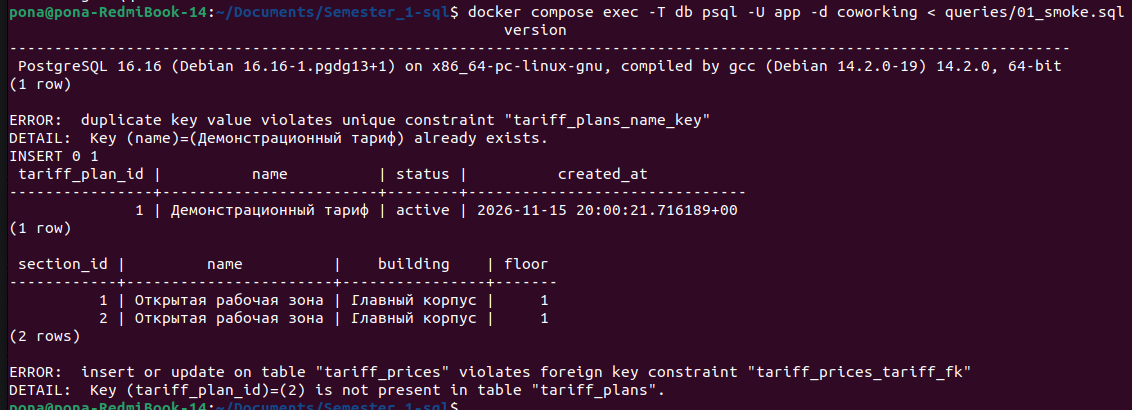 pona@pona-RedmiBook-14:~/Documents/Semester_1-sql$ docker compose exec -T db psql -U app -d coworking < queries/01_smoke.sql
                                                       version
----------------------------------------------------------------------------------------------------------------------
 PostgreSQL 16.16 (Debian 16.16-1.pgdg13+1) on x86_64-pc-linux-gnu, compiled by gcc (Debian 14.2.0-19) 14.2.0, 64-bit
(1 row)

ERROR:  duplicate key value violates unique constraint "tariff_plans_name_key"
DETAIL:  Key (name)=(Демонстрационный тариф) already exists.
INSERT 0 1
 tariff_plan_id |          name          | status |          created_at
----------------+------------------------+--------+-------------------------------
              1 | Демонстрационный тариф | active | 2026-11-15 20:00:21.716189+00
(1 row)

 section_id |         name          |    building    | floor
------------+-----------------------+----------------+-------
          1 | Открытая рабочая зона | Главный корпус |     1
          2 | Открытая рабочая зона | Главный корпус |     1
(2 rows)

ERROR:  insert or update on table "tariff_prices" violates foreign key constraint "tariff_prices_tariff_fk"
DETAIL:  Key (tariff_plan_id)=(2) is not present in table "tariff_plans".
pona@pona-RedmiBook-14:~/Documents/Semester_1-sql$